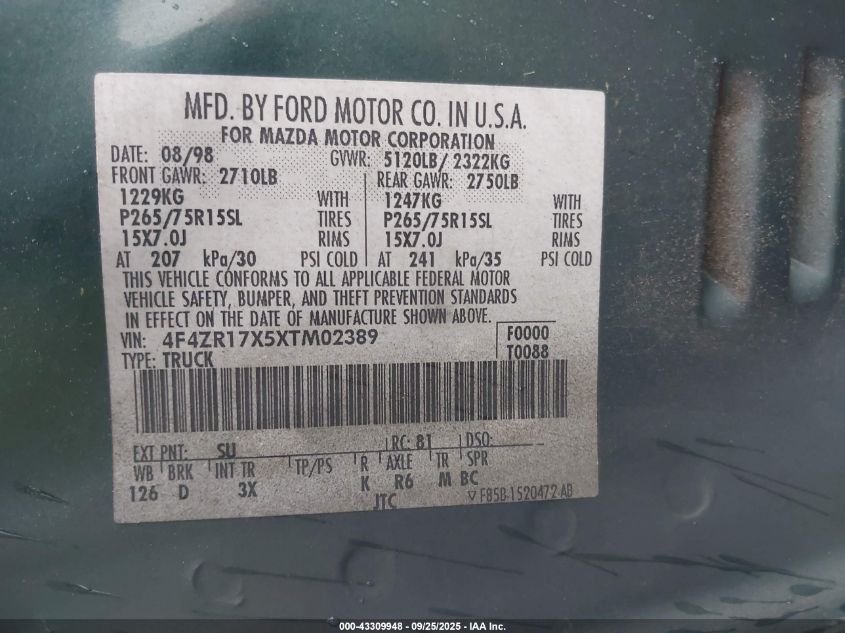 MFD. BY FORD MOTOR CO. IN U.S.A.
FOR MAZDA MOTOR CORPORATION
DATE: 08/98 GVWR: 5120LB/ 2322KG
FRONT GAWR: 2710LB REAR GAWR: 2750LB
1229KG WITH 1247KG WITH
P265/75R15SL TIRES P265/75R15SL TIRES
15X7.0J RIMS 15X7.0J RIMS
AT 207 kPa/30 PSI COLD AT 241 kPa/35 PSI COLD
THIS VEHICLE CONFORMS TO ALL APPLICABLE FEDERAL MOTOR
VEHICLE SAFETY, BUMPER, AND THEFT PREVENTION STANDARDS
IN EFFECT ON THE DATE OF MANUFACTURE SHOWN ABOVE.
VIN: 4F4ZR17X5XTM02389 F0000
TYPE: TRUCK T0088
EXT PNT: SU RC: 81 DSO:
WB BRK INT TR TP/PS R AXLE TR SPR
126 D 3X K R6 M BC
JTC F85B-1520472-AB
000-43309948 - 09/25/2025 - IAA Inc.